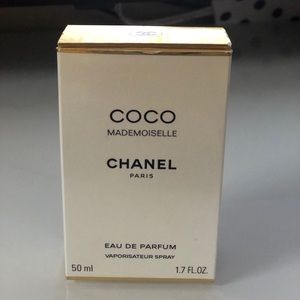 COCO
MADEMOISELLE
CHANEL
PARIS
EAU DE PARFUM
VAPORISATEUR SPRAY
50 ml 1.7 FL.OZ.